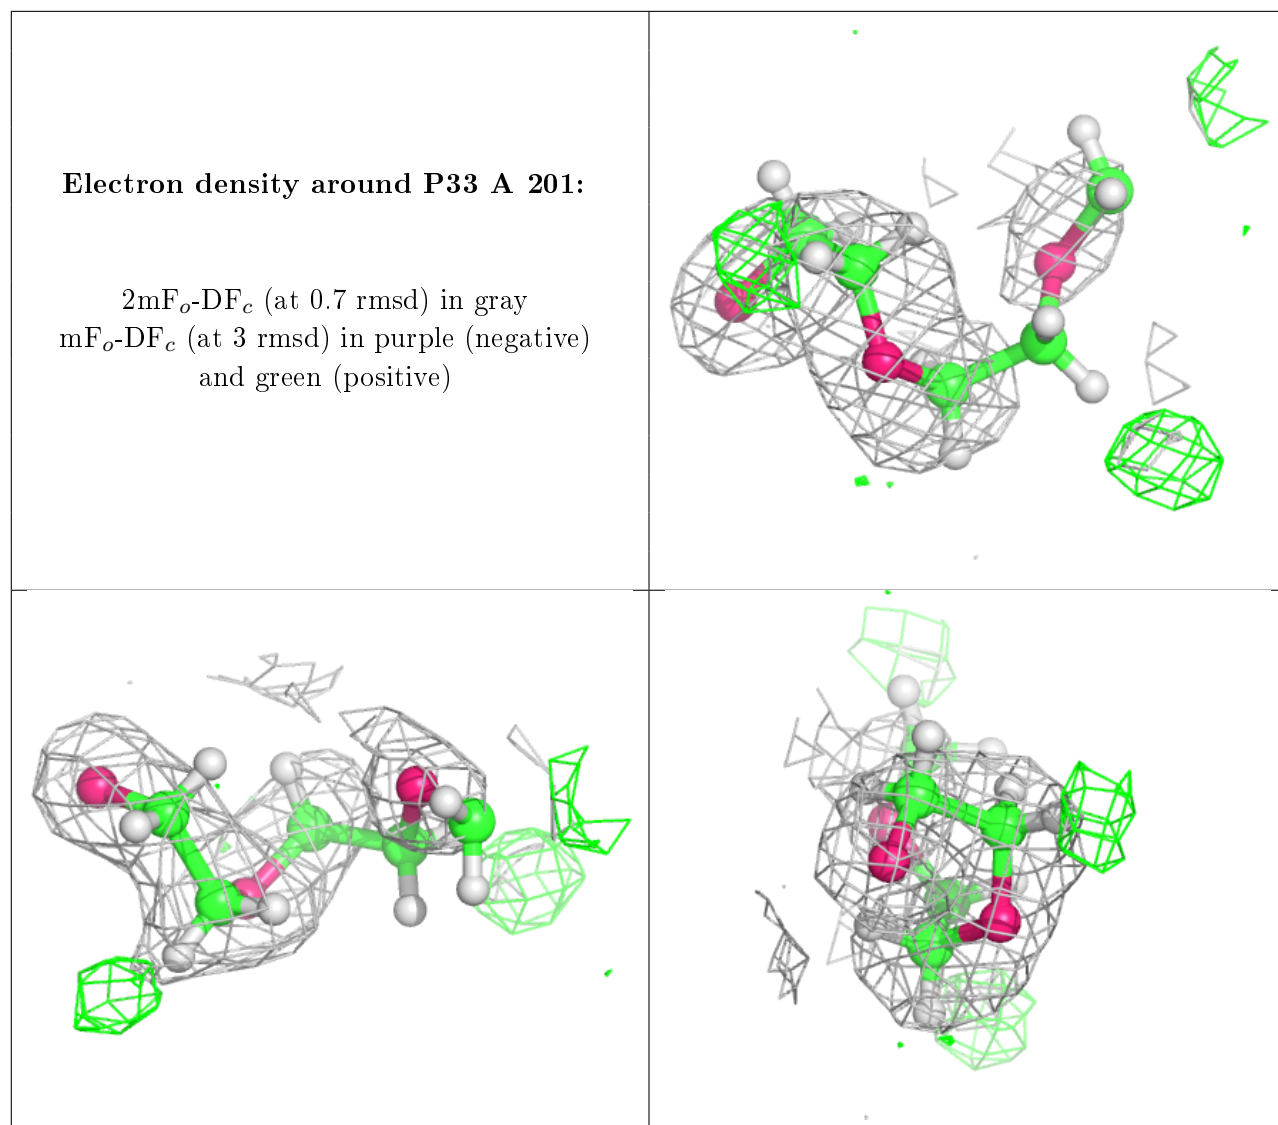 Electron density around P33 A 201:
2mFo-DFc (at 0.7 rmsd) in gray
mFo-DFc (at 3 rmsd) in purple (negative)
and green (positive)